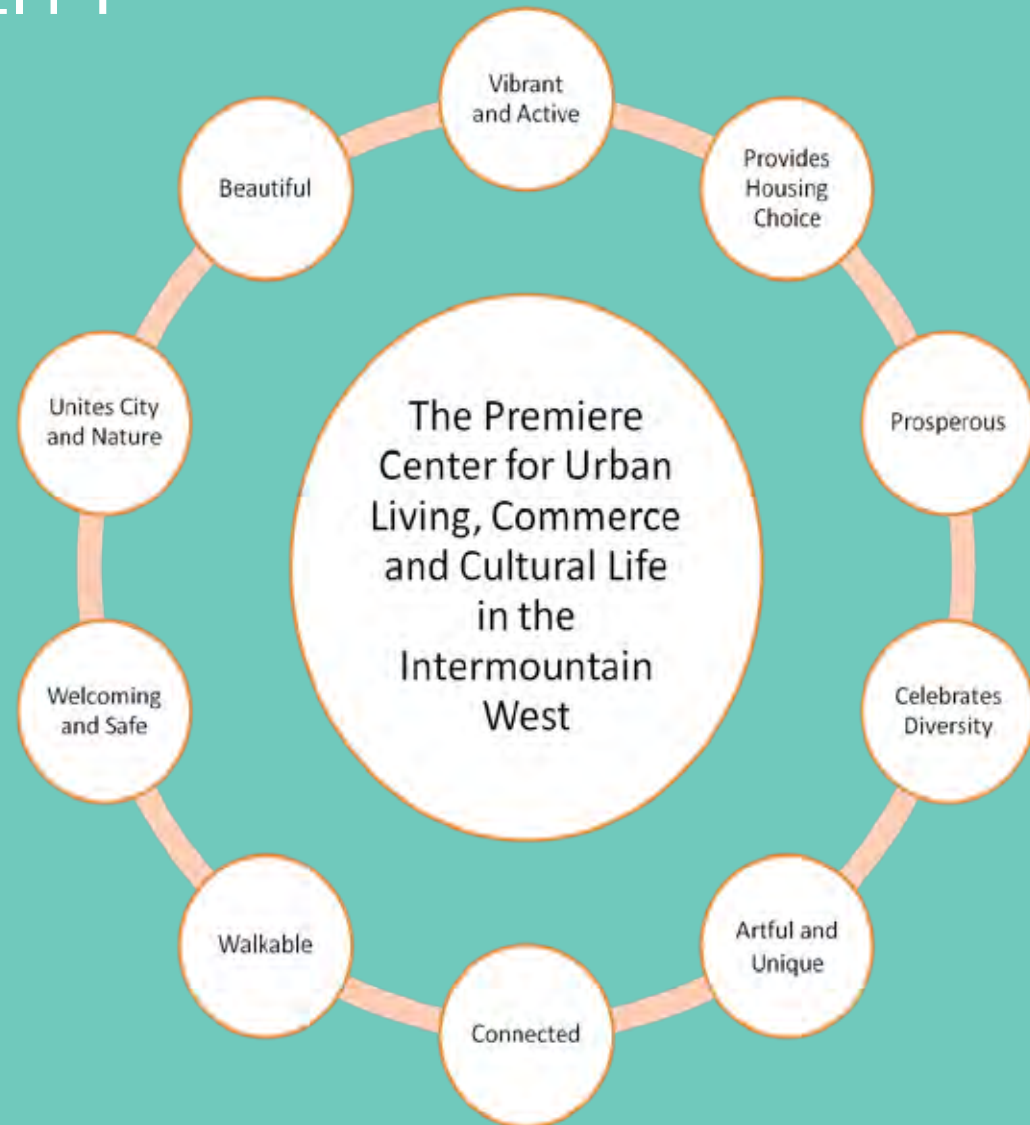 Vibrant
and Active
Provides
Housing
Choice
Prosperous
Celebrates
Diversity
Artful and
Unique
Connected
Walkable
Welcoming
and Safe
Unites City
and Nature
Beautiful
The Premiere
Center for Urban
Living, Commerce
and Cultural Life
in the
Intermountain
West